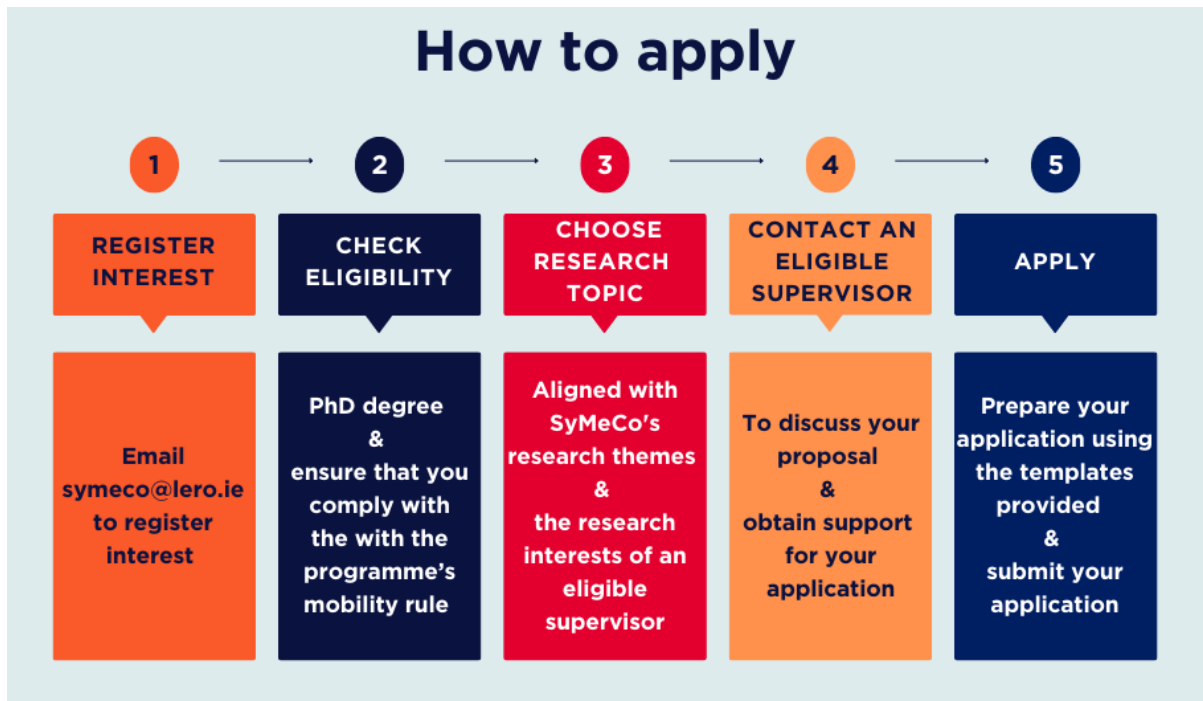 How to apply
1
2
3
4
5
REGISTER
INTEREST
CHECK
ELIGIBILITY
CHOOSE
RESEARCH
TOPIC
CONTACT AN
ELIGIBLE
SUPERVISOR
APPLY
Email
symeco@lero.ie
to register
interest
PhD degree
&
ensure that you
comply with
the with the
programme’s
mobility rule
Aligned with
SyMeCo's
research themes
&
the research
interests of an
eligible
supervisor
To discuss your
proposal
&
obtain support
for your
application
Prepare your
application using
the templates
provided
&
submit your
application